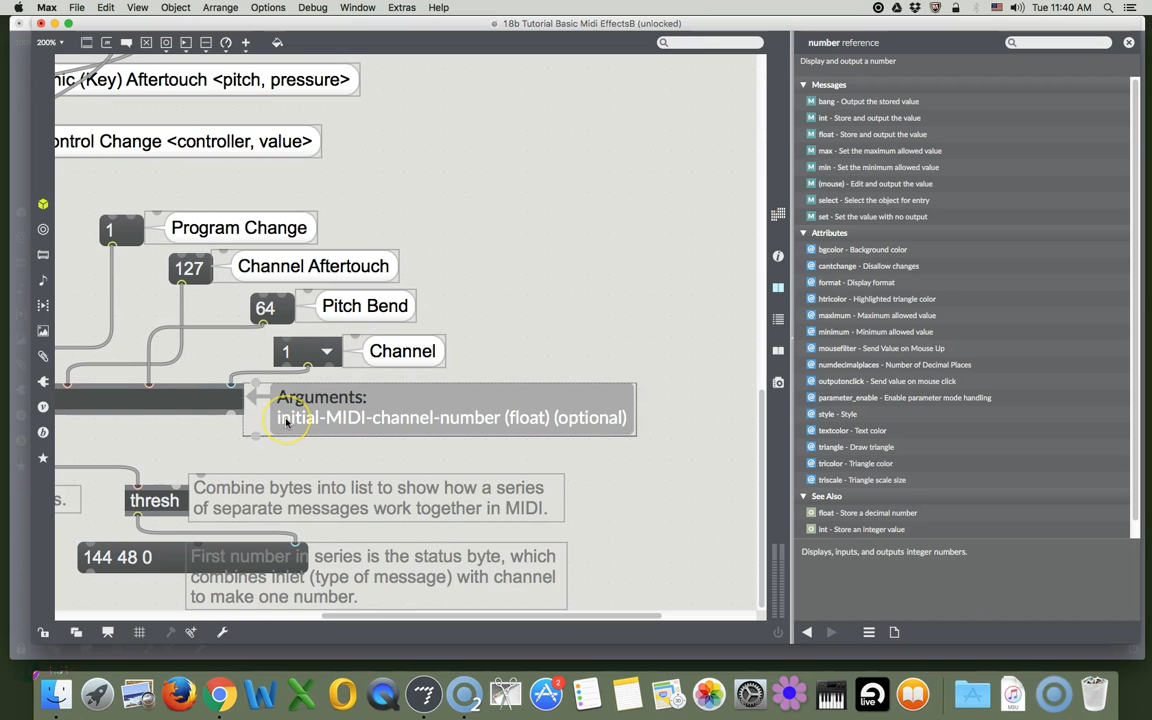 Max File Edit View Object Arrange Options Debug Window Extras Help
Tue 11:40 AM
18b Tutorial Basic Midi EffectsB (unlocked)
200%
nic (Key) Aftertouch <pitch, pressure>
ontrol Change <controller, value>
1 Program Change
127 Channel Aftertouch
64 Pitch Bend
1 Channel
Arguments:
initial-MIDI-channel-number (float) (optional)
s.
thresh
Combine bytes into list to show how a series
of separate messages work together in MIDI.
144 48 0
First number in series is the status byte, which
combines inlet (type of message) with channel
to make one number.
number reference
Display and output a number
Messages
M bang - Output the stored value
M int - Store and output the value
M float - Store and output the value
M max - Set the maximum allowed value
M min - Set the minimum allowed value
M (mouse) - Edit and output the value
M select - Select the object for entry
M set - Set the value with no output
Attributes
@ bgcolor - Background color
@ cantchange - Disallow changes
@ format - Display format
@ htricolor - Highlighted triangle color
@ maximum - Maximum allowed value
@ minimum - Minimum allowed value
@ mousefilter - Send Value on Mouse Up
@ numdecimalplaces - Number of Decimal Places
@ outputonclick - Send value on mouse click
@ parameter_enable - Enable parameter mode handling
@ style - Style
@ textcolor - Text color
@ triangle - Draw triangle
@ tricolor - Triangle color
@ triscale - Triangle scale size
See Also
O float - Store a decimal number
O int - Store an integer value
Displays, inputs, and outputs integer numbers.
2
live